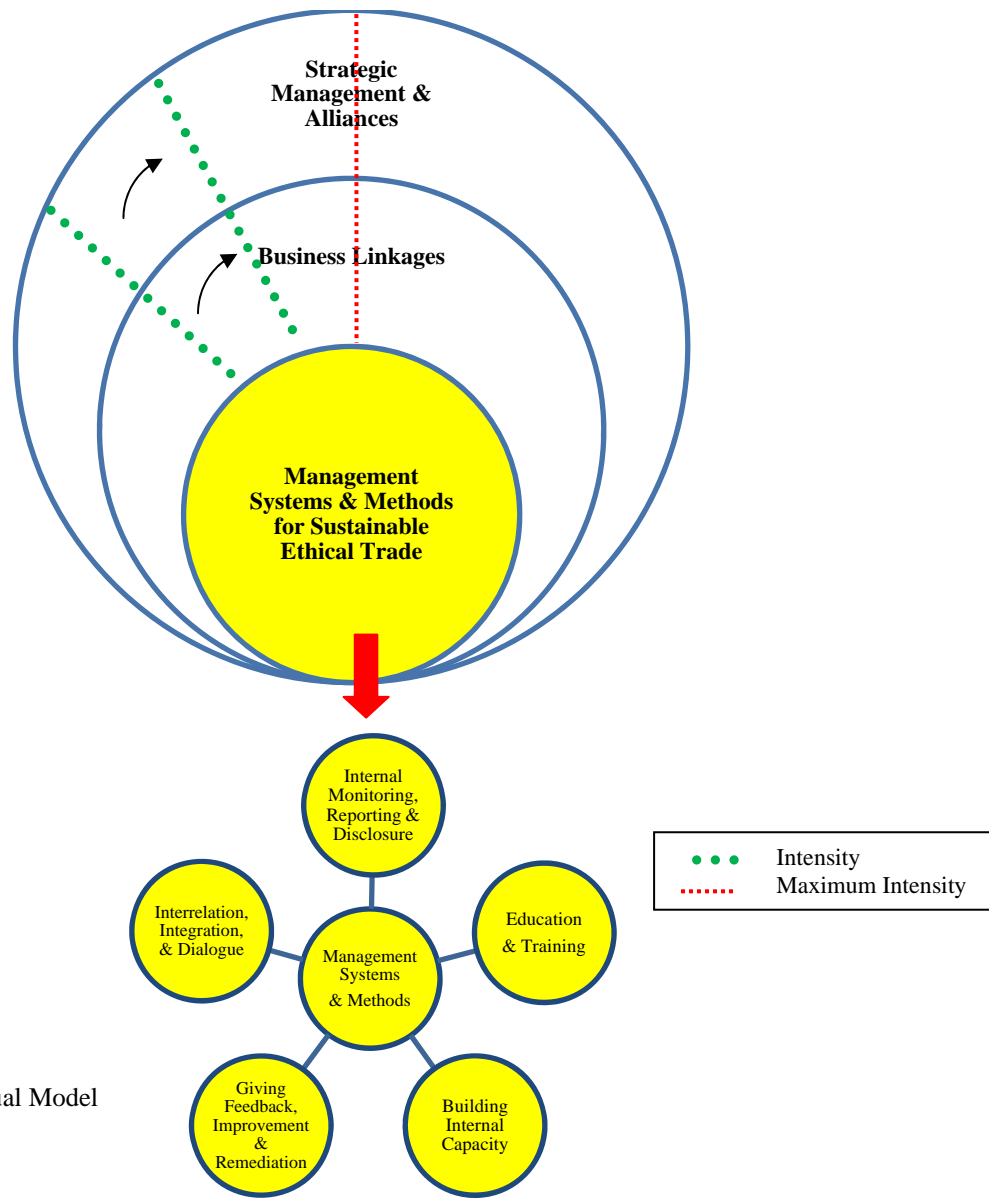 Strategic
Management &
Alliances
Business Linkages
Management
Systems & Methods
for Sustainable
Ethical Trade
Internal
Monitoring,
Reporting &
Disclosure
Intensity
Maximum Intensity
Interrelation,
Integration,
& Dialogue
Education
& Training
Management
Systems
& Methods
Giving
Feedback,
Improvement
&
Remediation
Building
Internal
Capacity
Model